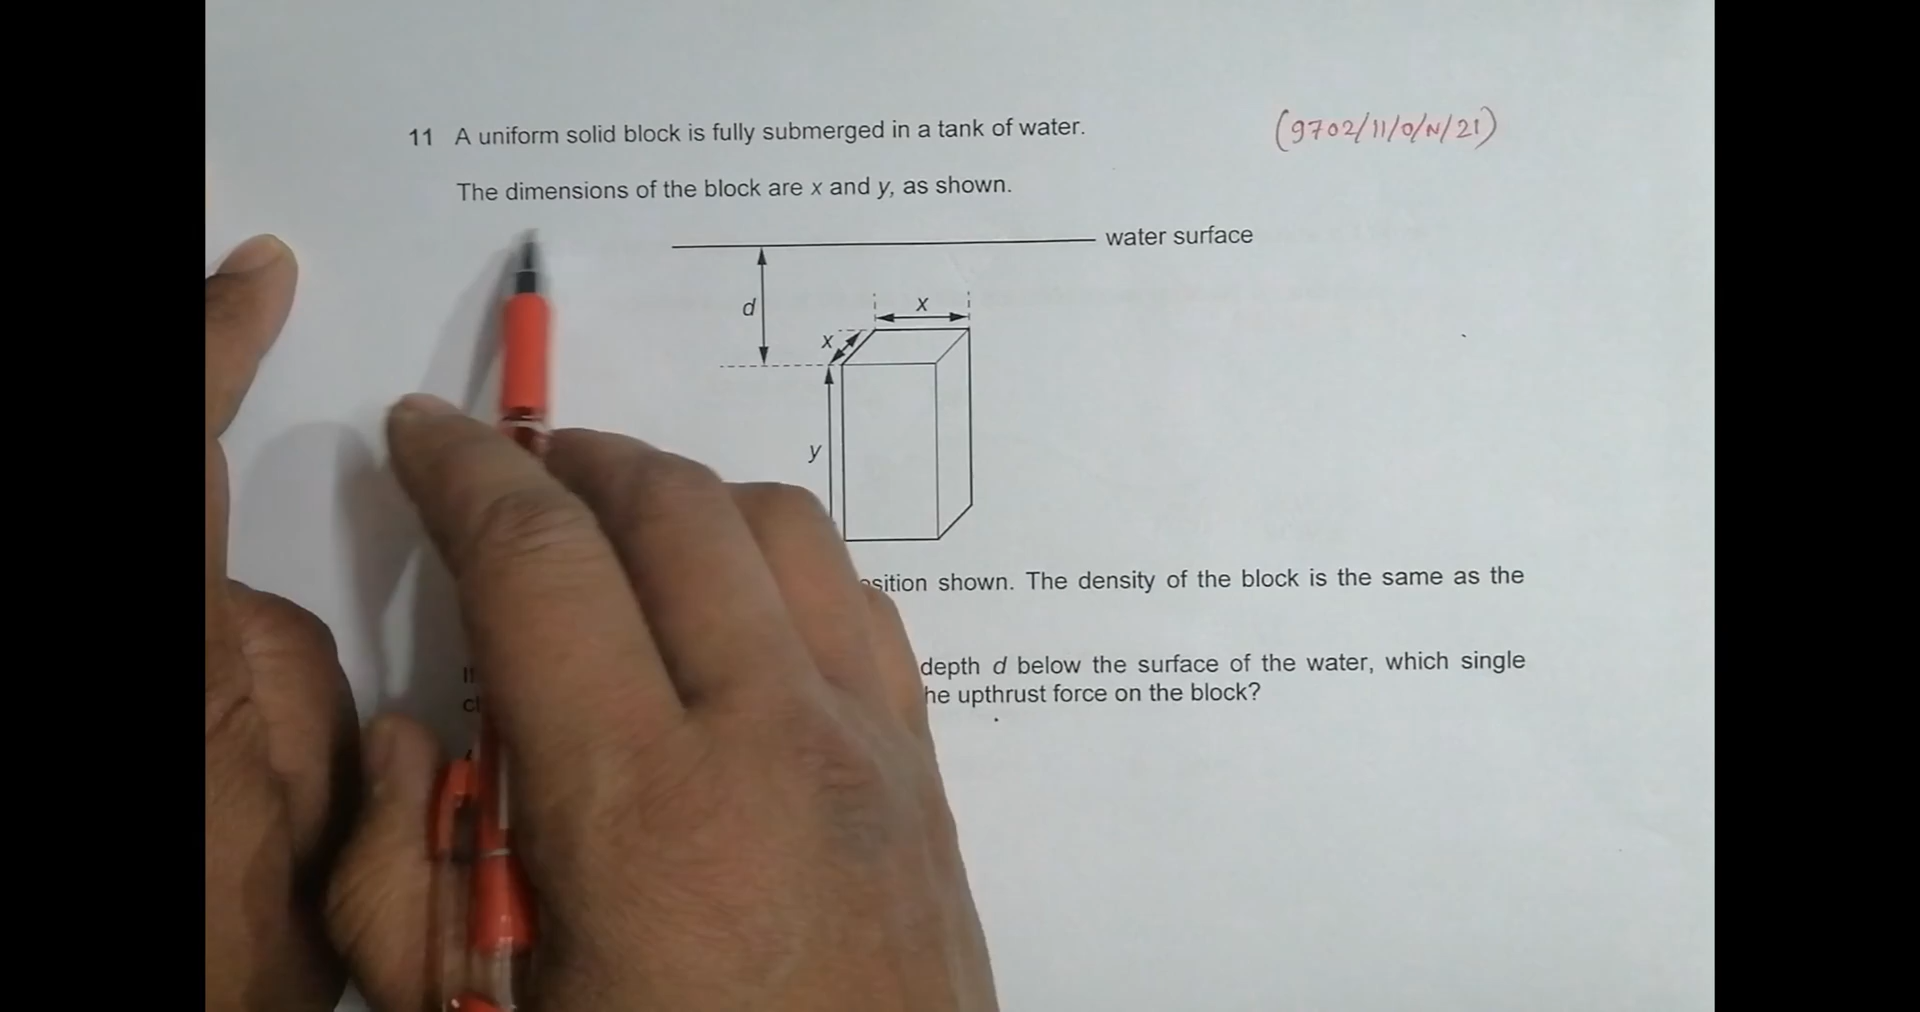 11 A uniform solid block is fully submerged in a tank of water.
(9702/11/O/N/21)
The dimensions of the block are x and y, as shown.
water surface
d
x
x
y
shown. The density of the block is the same as the
depth d below the surface of the water, which single
upthrust force on the block?